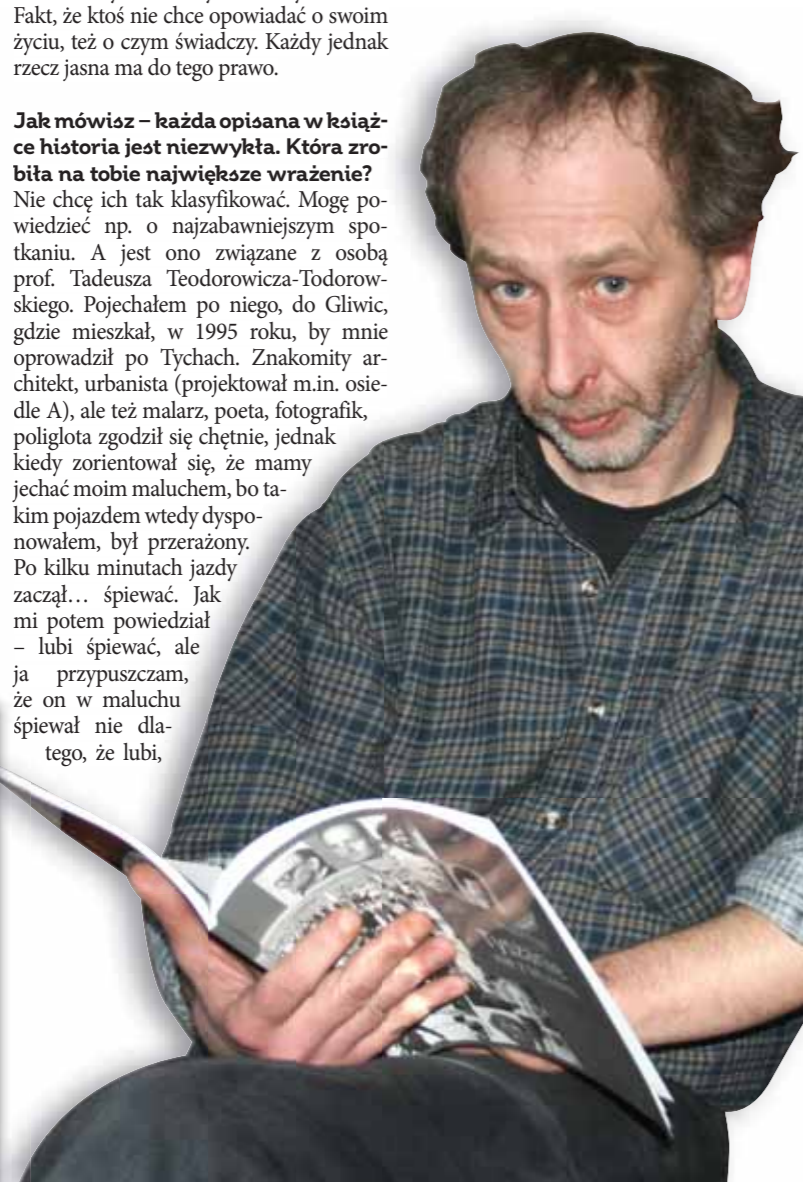 Fakt, że ktoś nie chce opowiadać o swoim
życiu, też o czym świadczy. Każdy jednak
rzecz jasna ma do tego prawo.
Jak mówisz – każda opisana w książ-
ce historia jest niezwykła. Która zro-
biła na tobie największe wrażenie?
Nie chcę ich tak klasyfikować. Mogę po-
wiedzieć np. o najzabawniejszym spo-
tkaniu. A jest ono związane z osobą
prof. Tadeusza Teodorowicza-Todorow-
skiego. Pojechałem po niego, do Gliwic,
gdzie mieszkał, w 1995 roku, by mnie
oprowadził po Tychach. Znakomity ar-
chitekt, urbanista (projektował m.in. osie-
dle A), ale też malarz, poeta, fotografik,
poliglota zgodził się chętnie, jednak
kiedy zorientował się, że mamy
jechać moim maluchem, bo ta-
kim pojazdem wtedy dyspo-
nowałem, był przerażony.
Po kilku minutach jazdy
zaczął… śpiewać. Jak
mi potem powiedział
– lubi śpiewać, ale
ja przypuszczam,
że on w maluchu
śpiewał nie dla-
tego, że lubi,